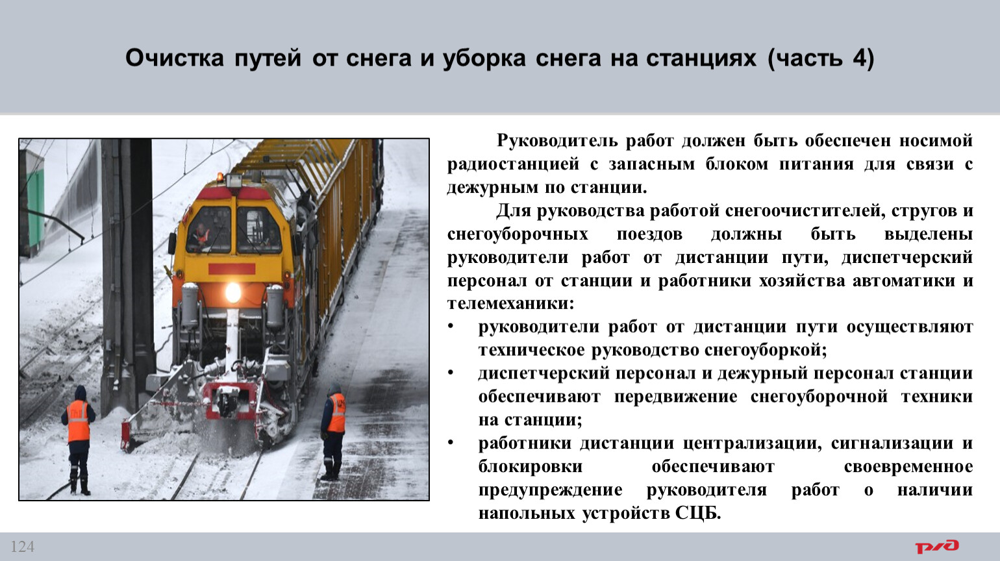 Очистка путей от снега и уборка снега на станциях (часть 4)
Руководитель работ должен быть обеспечен носимой
радиостанцией с запасным блоком питания для связи с
дежурным по станции.
Для руководства работой снегоочистителей, стругов и
снегоуборочных поездов должны быть выделены
руководители работ от дистанции пути, диспетчерский
персонал от станции и работники хозяйства автоматики и
телемеханики:
• руководители работ от дистанции пути осуществляют
техническое руководство снегоуборкой;
• диспетчерский персонал и дежурный персонал станции
обеспечивают передвижение снегоуборочной техники
на станции;
• работники дистанции централизации, сигнализации и
блокировки обеспечивают своевременное
предупреждение руководителя работ о наличии
напольных устройств СЦБ.
124
ржд